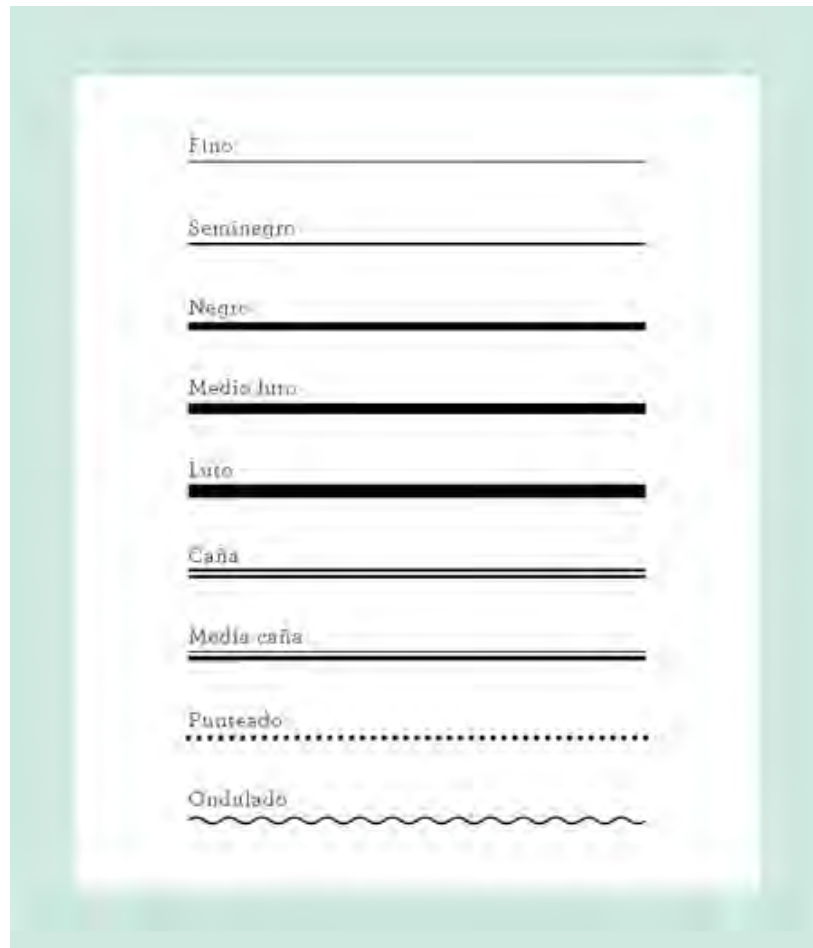 Fino
Seminegro
Negro
Medio luto
Luto
Caña
Media caña
Punteado
Ondulado